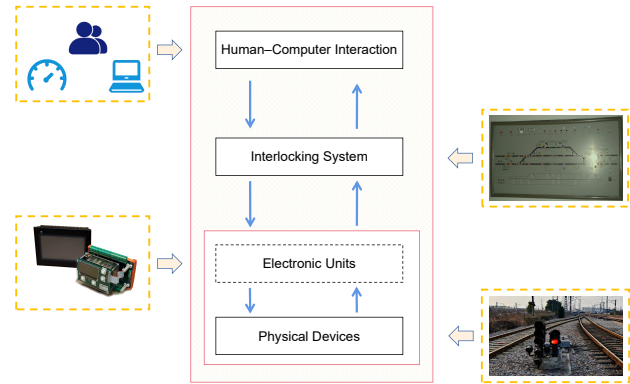 Human–Computer Interaction
Interlocking System
Electronic Units
Physical Devices